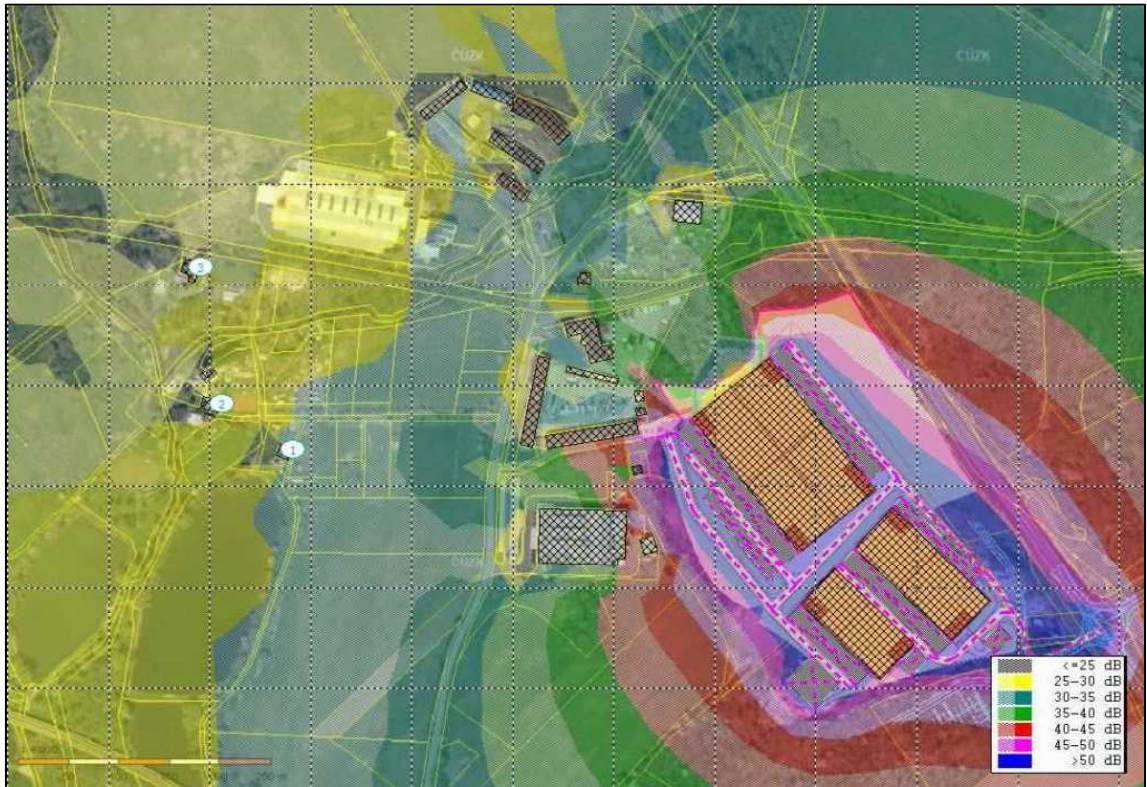 ČÚZK
ČÚZK
3
2
1
ČÚZK
<=25 dB
25-30 dB
30-35 dB
35-40 dB
40-45 dB
45-50 dB
>50 dB